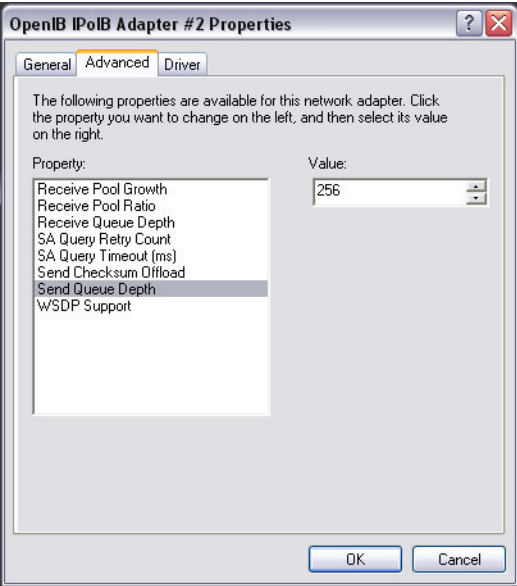 OpenIB IPoIB Adapter #2 Properties
General Advanced Driver
The following properties are available for this network adapter. Click
the property you want to change on the left, and then select its value
on the right.
Property:
Value:
Receive Pool Growth
256
Receive Pool Ratio
Receive Queue Depth
SA Query Retry Count
SA Query Timeout (ms)
Send Checksum Offload
Send Queue Depth
WSDP Support
OK Cancel